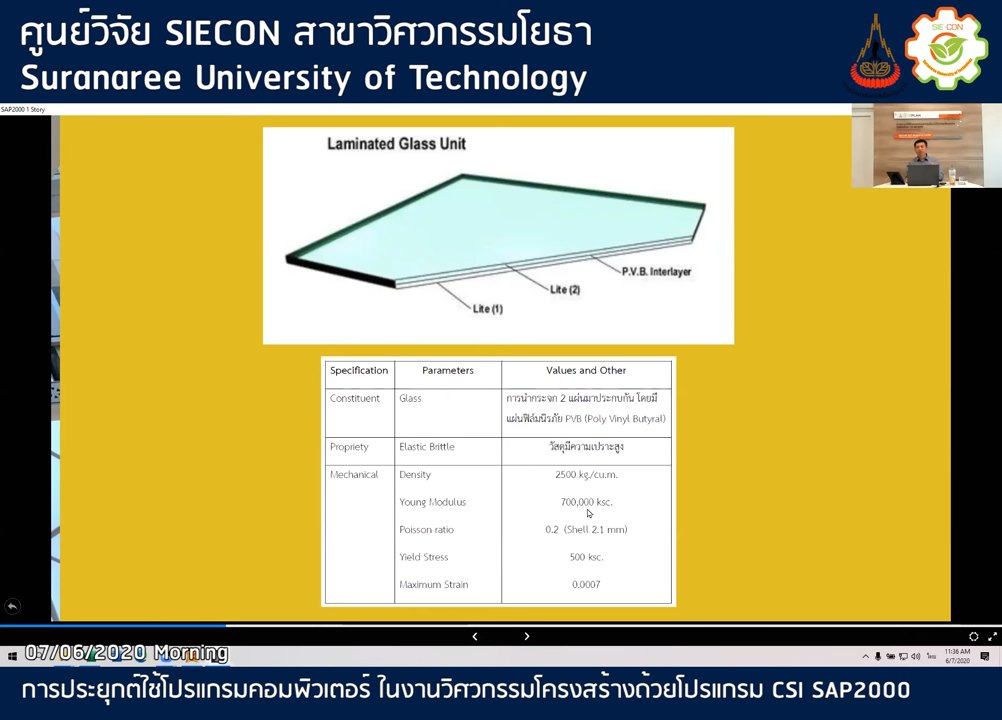 ศูนย์วิจัย SIECON สาขาวิศวกรรมโยธา
Suranaree University of Technology
SIE-CON
SAP2000 1 Story
Laminated Glass Unit
P.V.B. Interlayer
Lite (2)
Lite (1)
Specification Parameters Values and Other
Constituent Glass การนำกระจก 2 แผ่นมาประกบกัน โดยมี
แผ่นฟิล์มนิรภัย PVB (Poly Vinyl Butyral)
Propriety Elastic Brittle วัสดุมีความเปราะสูง
Mechanical Density 2500 kg./cu.m.
Young Modulus 700,000 ksc.
Poisson ratio 0.2 (Shell 2.1 mm)
Yield Stress 500 ksc.
Maximum Strain 0.0007
07/06/2020 Morning
ไทย
11:36 AM
6/7/2020
การประยุกต์ใช้โปรแกรมคอมพิวเตอร์ ในงานวิศวกรรมโครงสร้างด้วยโปรแกรม CSI SAP2000